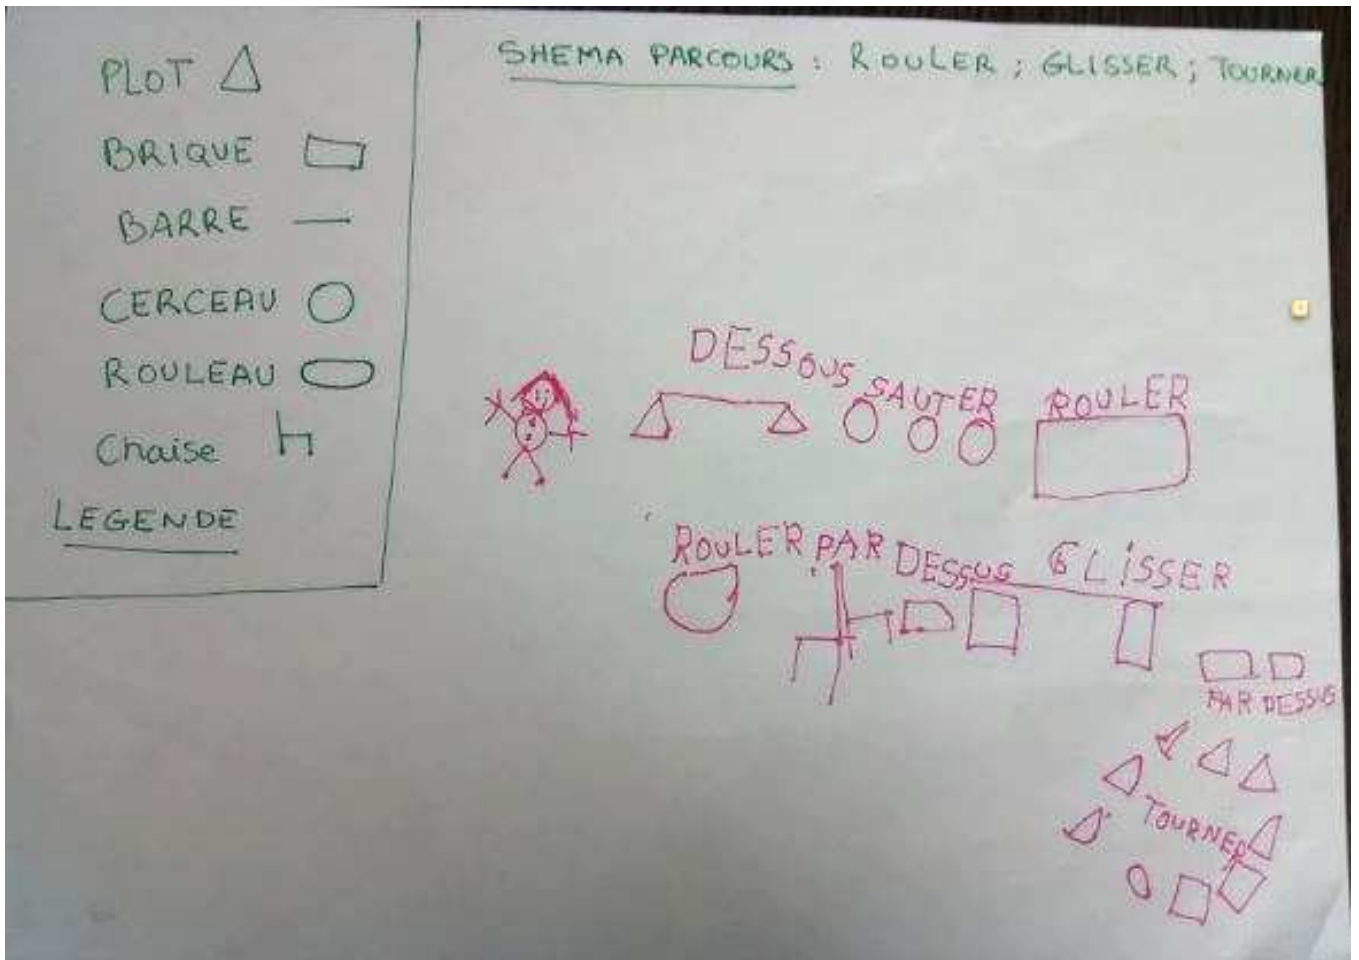 PLOT
BRIQUE
BARRE
CERCEAU
ROULEAU
Chaise
LEGENDE
SHEMA PARCOURS : ROULER ; GLISSER ; TOURNER
DESSOUS
SAUTER
ROULER
ROULER
PAR DESSUS
GLISSER
PAR DESSUS
TOURNER